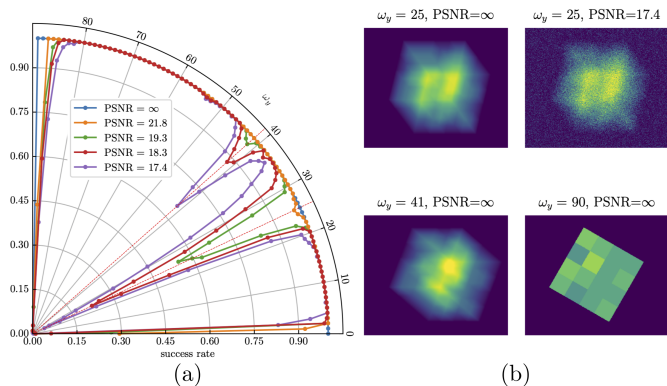 80
70
60
50
ω_y
40
30
20
10
0
0.90
0.75
0.60
0.45
0.30
0.15
0.00
PSNR = ∞
PSNR = 21.8
PSNR = 19.3
PSNR = 18.3
PSNR = 17.4
0.00 0.15 0.30 0.45 0.60 0.75 0.90
success rate
(a)
ω_y = 25, PSNR=∞
ω_y = 25, PSNR=17.4
ω_y = 41, PSNR=∞
ω_y = 90, PSNR=∞
(b)